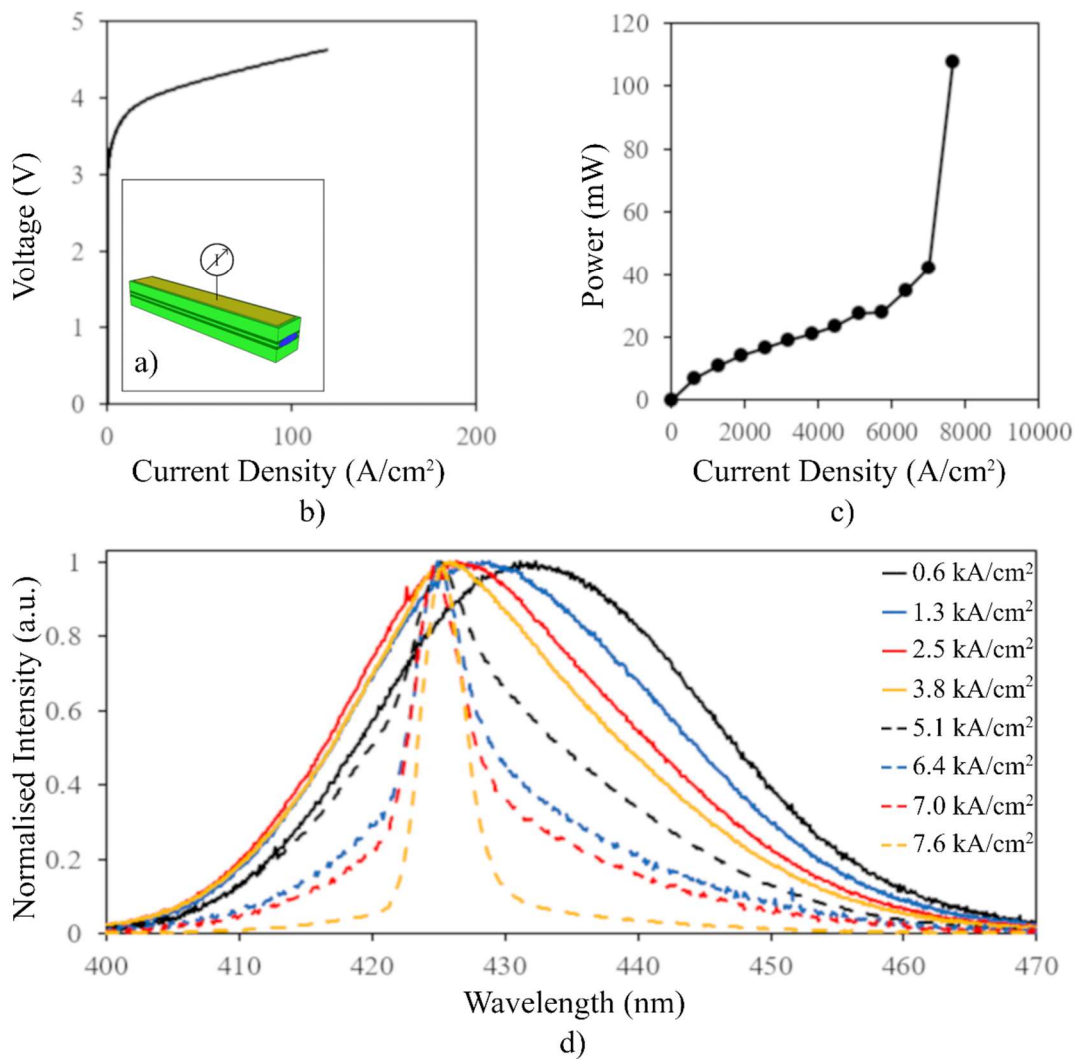 5
4
3
2
1
0
Voltage (V)
I
a)
0 100 200
Current Density (A/cm²)
b)
120
100
80
60
40
20
0
Power (mW)
0 2000 4000 6000 8000 10000
Current Density (A/cm²)
c)
1
0.8
0.6
0.4
0.2
0
Normalised Intensity (a.u.)
0.6 kA/cm²
1.3 kA/cm²
2.5 kA/cm²
3.8 kA/cm²
5.1 kA/cm²
6.4 kA/cm²
7.0 kA/cm²
7.6 kA/cm²
400 410 420 430 440 450 460 470
Wavelength (nm)
d)